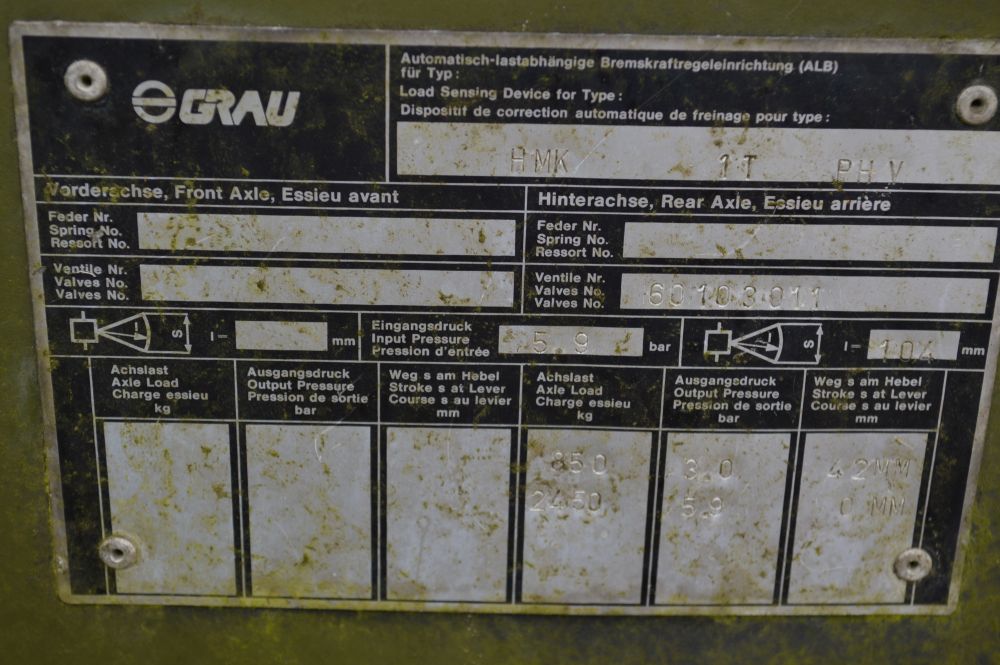 GRAU
Automatisch-lastabhängige Bremskraftregeleinrichtung (ALB)
für Typ:
Load Sensing Device for Type:
Dispositif de correction automatique de freinage pour type:
HMK 1T PH V
Vorderachse, Front Axle, Essieu avant
Hinterachse, Rear Axle, Essieu arrière
Feder Nr.
Spring No.
Ressort No.
Feder Nr.
Spring No.
Ressort No.
Ventile Nr.
Valves No.
Valves No.
Ventile Nr.
Valves No.
Valves No.
60103011
l s l= mm
Eingangsdruck
Input Pressure
Pression d'entrée
5.9 bar
l s l= 104 mm
Achslast
Axle Load
Charge essieu
kg
Ausgangsdruck
Output Pressure
Pression de sortie
bar
Weg s am Hebel
Stroke s at Lever
Course s au levier
mm
Achslast
Axle Load
Charge essieu
kg
Ausgangsdruck
Output Pressure
Pression de sortie
bar
Weg s am Hebel
Stroke s at Lever
Course s au levier
mm
850 3.0 42MM
2450 5.9 0 MM